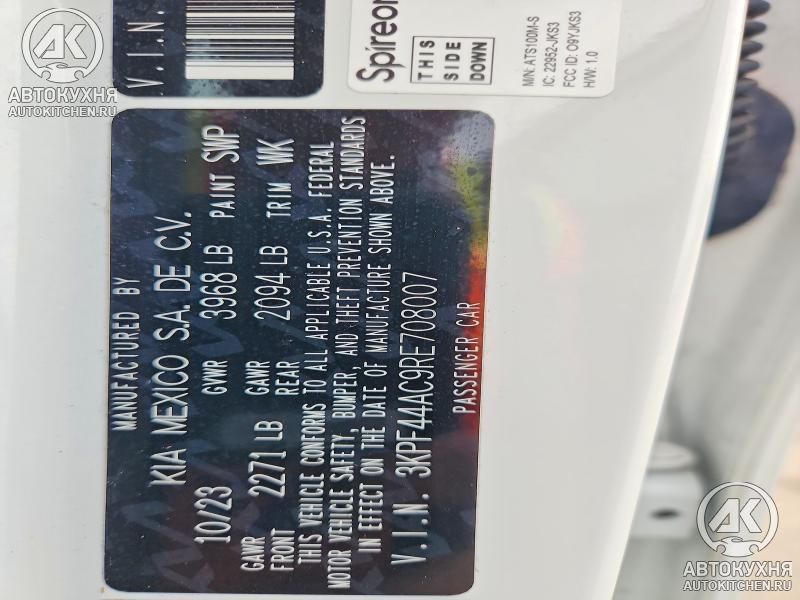 V.I.N.
MANUFACTURED BY
KIA MEXICO S.A. DE C.V.
10/23 GVWR 3968 LB PAINT SWP
GAWR FRONT 2271 LB GAWR REAR 2094 LB TRIM WK
THIS VEHICLE CONFORMS TO ALL APPLICABLE U.S.A. FEDERAL
MOTOR VEHICLE SAFETY, BUMPER, AND THEFT PREVENTION STANDARDS
IN EFFECT ON THE DATE OF MANUFACTURE SHOWN ABOVE.
V.I.N. 3KPF44AC9RE708007
PASSENGER CAR
Spireon
THIS
SIDE
DOWN
M/N: ATS100M-S
IC: 22952-JKS3
FCC ID: O9YJKS3
H/W: 1.0
АК
АВТОКУХНЯ
AUTOKITCHEN.RU
АК
АВТОКУХНЯ
AUTOKITCHEN.RU